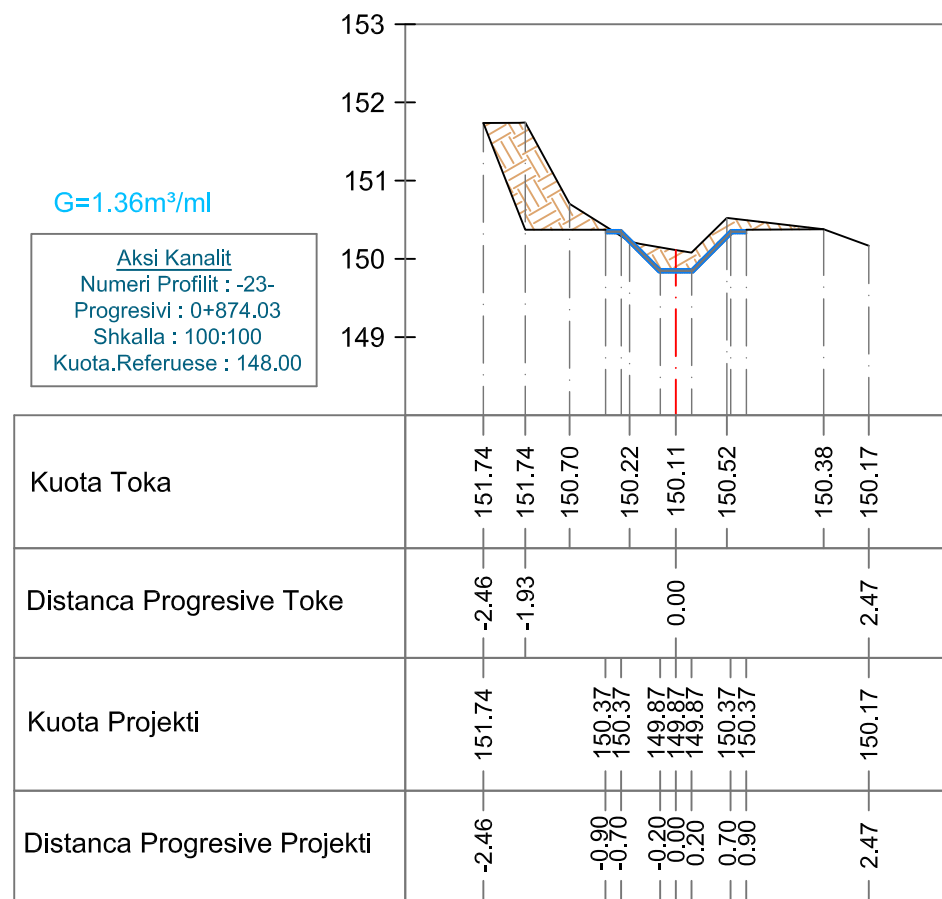 153
152
151
150
149
G=1.36m³/ml
Aksi Kanalit
Numeri Profilit : -23-
Progresivi : 0+874.03
Shkalla : 100:100
Kuota.Referuese : 148.00
Kuota Toka
151.74 151.74 150.70 150.22 150.11 150.52 150.38 150.17
Distanca Progresive Toke
-2.46 -1.93 0.00 2.47
Kuota Projekti
151.74 150.37 150.37 149.87 149.87 149.87 150.37 150.37 150.17
Distanca Progresive Projekti
-2.46 -0.90 -0.70 -0.20 0.00 0.20 0.70 0.90 2.47